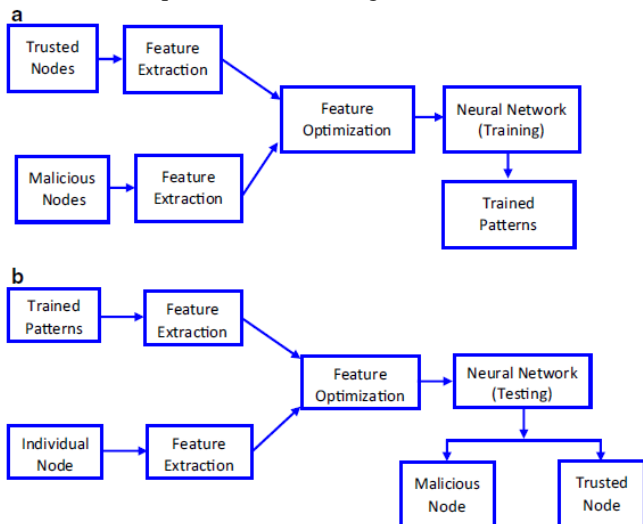 a
Trusted
Nodes
Feature
Extraction
Feature
Optimization
Neural Network
(Training)
Malicious
Nodes
Feature
Extraction
Trained
Patterns
b
Trained
Patterns
Feature
Extraction
Feature
Optimization
Neural Network
(Testing)
Individual
Node
Feature
Extraction
Malicious
Node
Trusted
Node